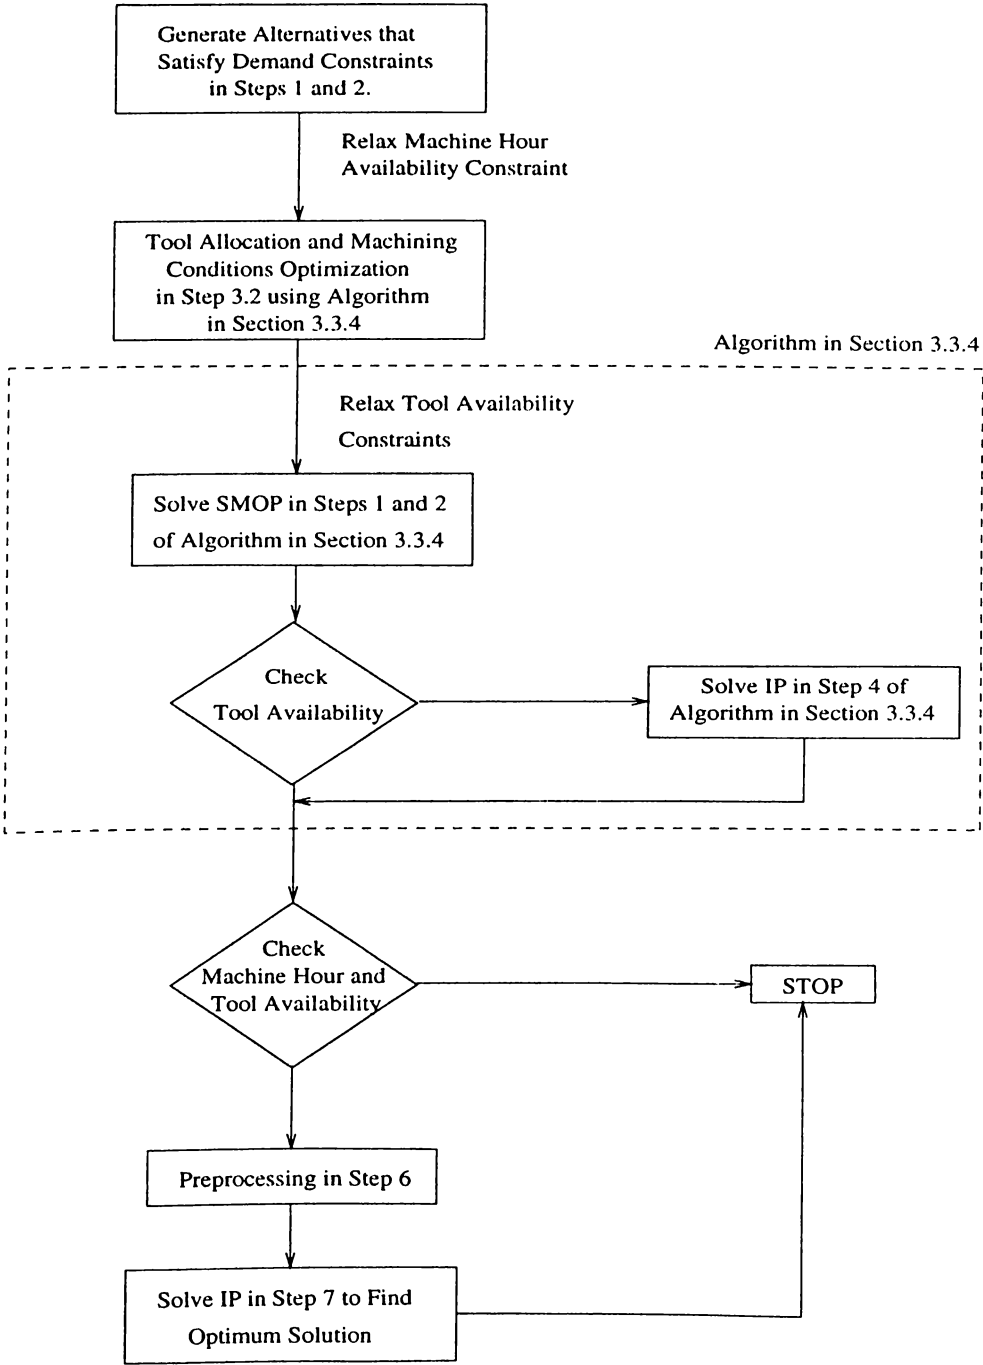 Generate Alternatives that
Satisfy Demand Constraints
in Steps 1 and 2.
Relax Machine Hour
Availability Constraint
Tool Allocation and Machining
Conditions Optimization
in Step 3.2 using Algorithm
in Section 3.3.4
Algorithm in Section 3.3.4
Relax Tool Availability
Constraints
Solve SMOP in Steps 1 and 2
of Algorithm in Section 3.3.4
Check
Tool Availability
Solve IP in Step 4 of
Algorithm in Section 3.3.4
Check
Machine Hour and
Tool Availability
STOP
Preprocessing in Step 6
Solve IP in Step 7 to Find
Optimum Solution